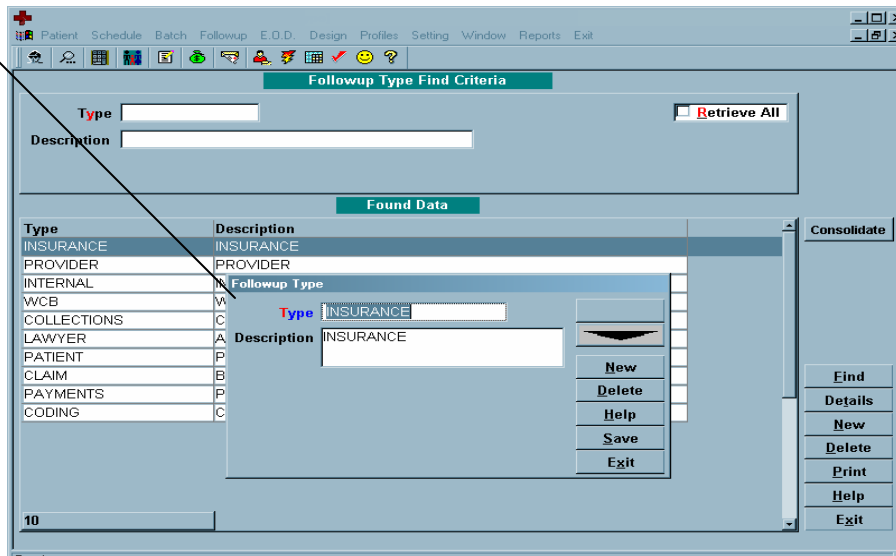 Patient Schedule Batch Followup E.O.D. Design Profiles Setting Window Reports Exit
Followup Type Find Criteria
Type
Retrieve All
Description
Found Data
Type Description
Consolidate
INSURANCE INSURANCE
PROVIDER PROVIDER
INTERNAL
WCB
COLLECTIONS C
LAWYER A
PATIENT P
CLAIM B
PAYMENTS P
CODING C
10
Followup Type
Type INSURANCE
Description INSURANCE
New
Delete
Help
Save
Exit
Find
Details
New
Delete
Print
Help
Exit